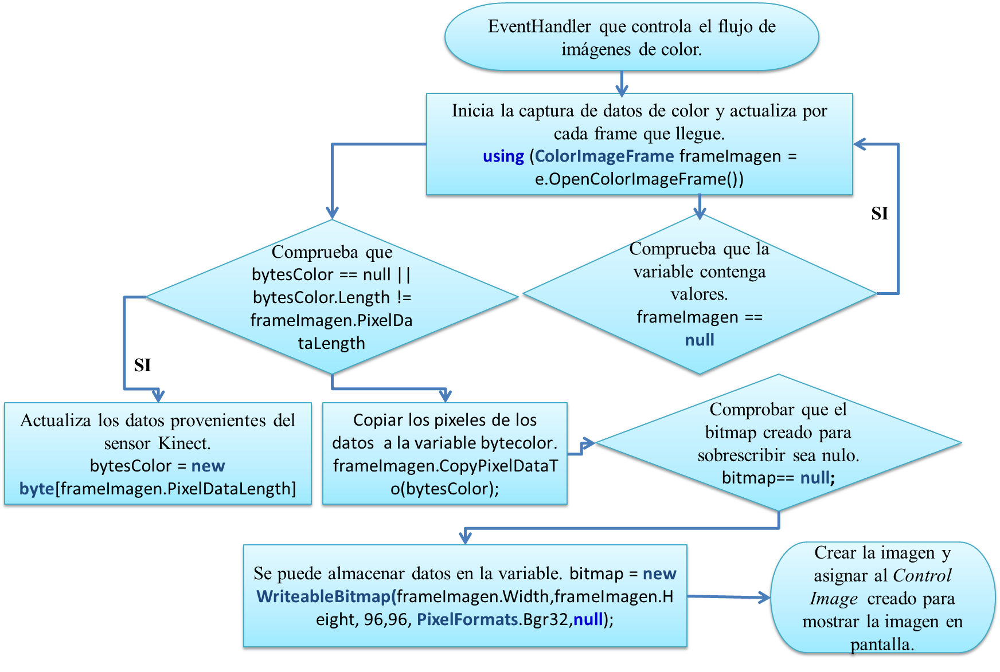 EventHandler que controla el flujo de
imágenes de color.
Inicia la captura de datos de color y actualiza por
cada frame que llegue.
using (ColorImageFrame frameImagen =
e.OpenColorImageFrame())
SI
Comprueba que
bytesColor == null ||
bytesColor.Length !=
frameImagen.PixelDa
taLength
Comprueba que la
variable contenga
valores.
frameImagen ==
null
SI
Actualiza los datos provenientes del
sensor Kinect.
bytesColor = new
byte[frameImagen.PixelDataLength]
Copiar los pixeles de los
datos  a la variable bytecolor.
frameImagen.CopyPixelDataT
o(bytesColor);
Comprobar que el
bitmap creado para
sobrescribir sea nulo.
bitmap== null;
Se puede almacenar datos en la variable. bitmap = new
WriteableBitmap(frameImagen.Width,frameImagen.H
eight, 96,96, PixelFormats.Bgr32,null);
Crear la imagen y
asignar al Control
Image  creado para
mostrar la imagen en
pantalla.